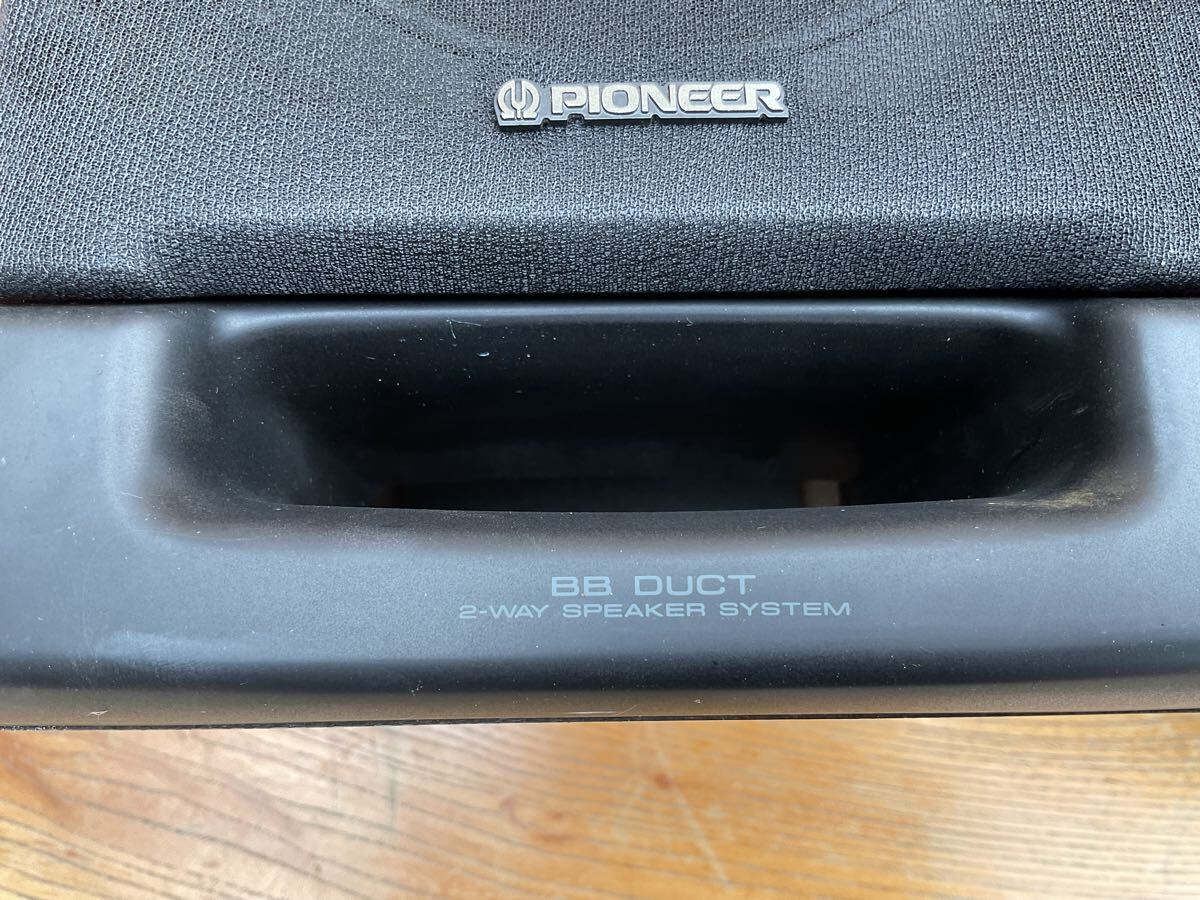 PIONEER
BB DUCT
2-WAY SPEAKER SYSTEM